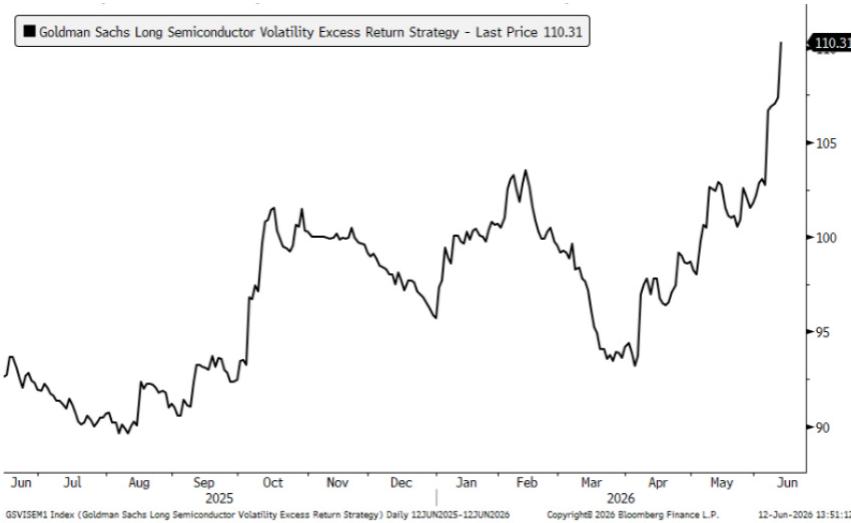 Goldman Sachs Long Semiconductor Volatility Excess Return Strategy - Last Price 110.31
110.31
105
100
95
90
Jun Jul Aug Sep Oct Nov Dec Jan Feb Mar Apr May Jun
2025 2026
GSVISEM1 Index (Goldman Sachs Long Semiconductor Volatility Excess Return Strategy) Daily 12JUN2025-12JUN2026 Copyright© 2026 Bloomberg Finance L.P. 12-Jun-2026 13:51:12